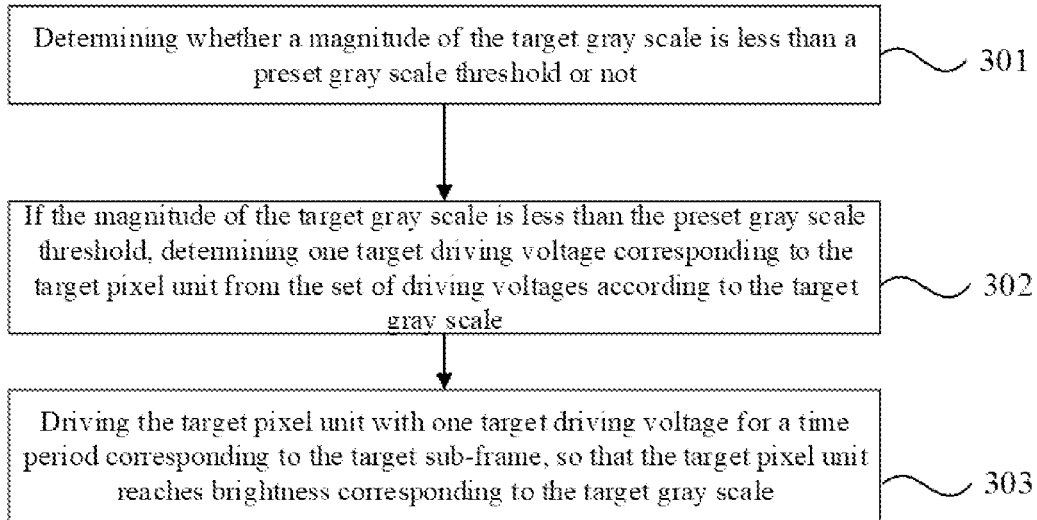 Determining whether a magnitude of the target gray scale is less than a
preset gray scale threshold or not
301
If the magnitude of the target gray scale is less than the preset gray scale
threshold, determining one target driving voltage corresponding to the
target pixel unit from the set of driving voltages according to the target
gray scale
302
Driving the target pixel unit with one target driving voltage for a time
period corresponding to the target sub-frame, so that the target pixel unit
reaches brightness corresponding to the target gray scale
303